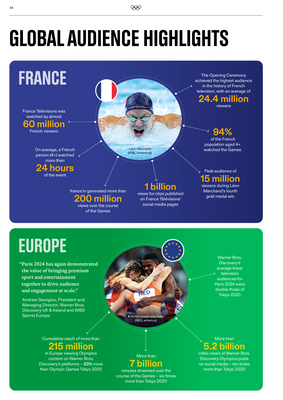 34
GLOBAL AUDIENCE HIGHLIGHTS
FRANCE
The Opening Ceremony
achieved the highest audience
in the history of French
television, with an average of
24.4 million
viewers
France Télévisions was
watched by almost
60 million
French viewers
94%
of the French
population aged 4+
watched the Games
Léon Marchand
On average, a French
person (4+) watched
more than
24 hours
of the event
Peak audience of
15 million
viewers during Léon
Marchand's fourth
gold medal win
1 billion
views for clips published
on France Télévisions'
social media pages
france.tv generated more than
200 million
views over the course
of the Games
EUROPE
"Paris 2024 has again demonstrated
the value of bringing premium
sport and entertainment
together to drive audience
and engagement at scale."
Andrew Georgiou, President and
Managing Director, Warner Bros.
Discovery UK & Ireland and WBD
Sports Europe
Warner Bros.
Discovery's
average linear
television
audiences for
Paris 2024 were
double those of
Tokyo 2020
Cumulative reach of more than
215 million
in Europe viewing Olympics
content on Warner Bros.
Discovery's platforms – 23% more
than Olympic Games Tokyo 2020
More than
7 billion
minutes streamed over the
course of the Games – six times
more than Tokyo 2020
More than
5.2 billion
video views of Warner Bros.
Discovery Olympics posts
on social media – ten times
more than Tokyo 2020